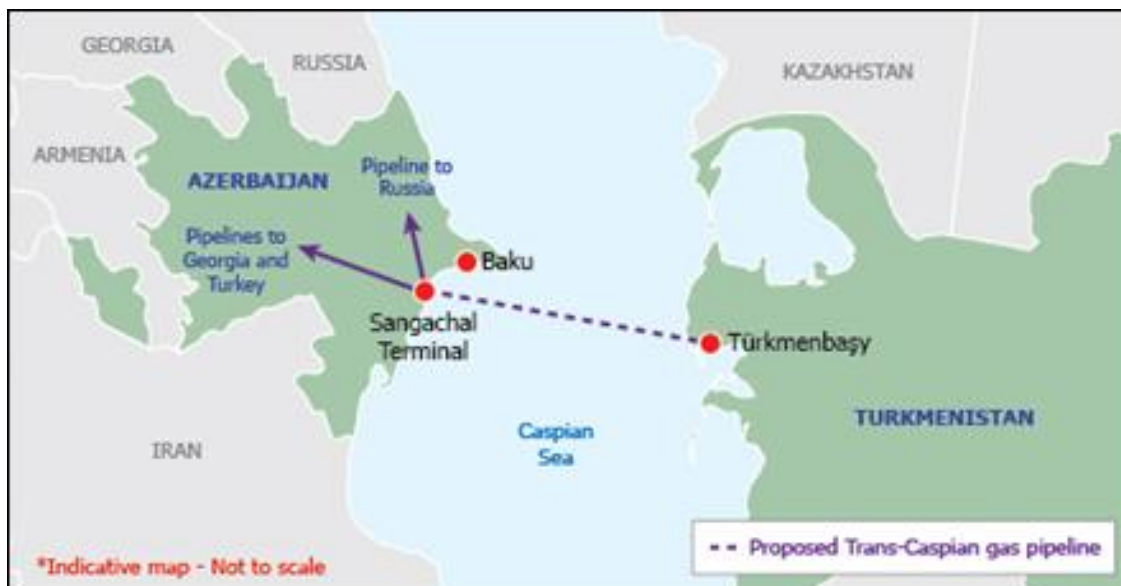 GEORGIA
RUSSIA
KAZAKHSTAN
ARMENIA
AZERBAIJAN
Pipeline to
Russia
Pipelines to
Georgia and
Turkey
Baku
Sangachal
Terminal
Türkmenbaşy
TURKMENISTAN
Caspian
Sea
IRAN
*Indicative map - Not to scale
Proposed Trans-Caspian gas pipeline